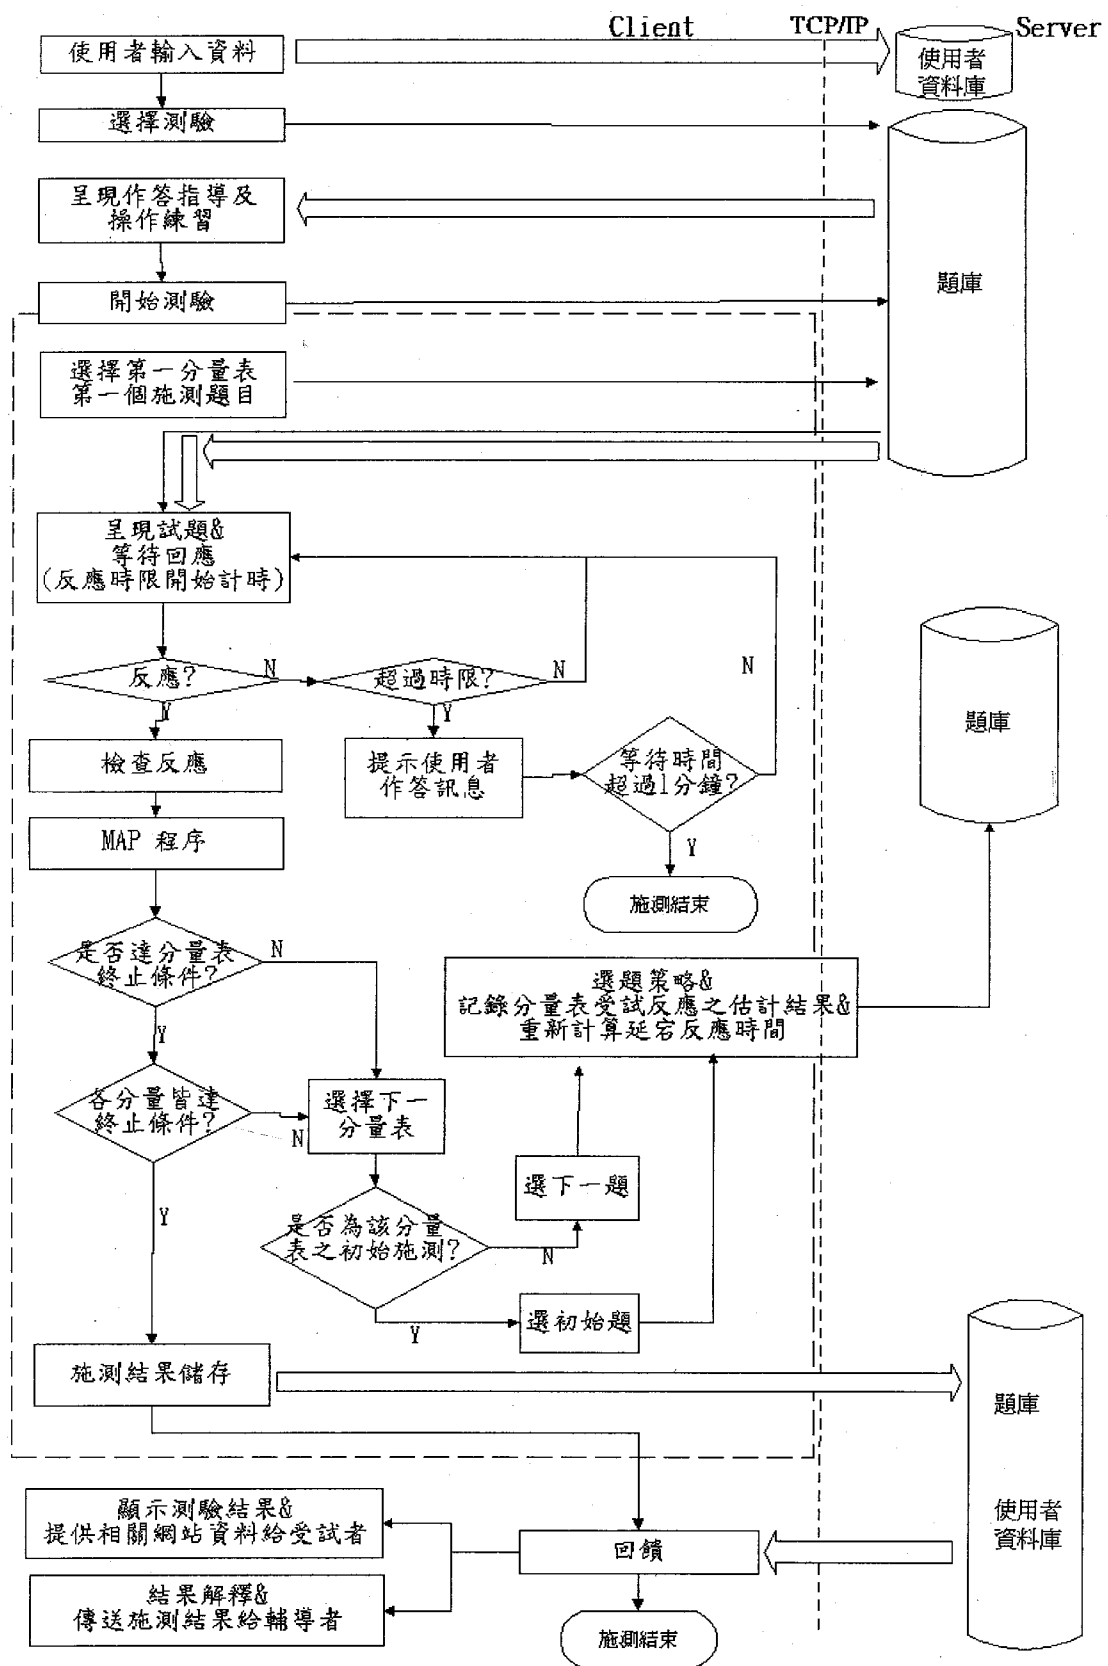 Client
TCP/IP
Server
使用者輸入資料
使用者
資料庫
選擇測驗
呈現作答指導及
操作練習
題庫
開始測驗
選擇第一分量表
第一個施測題目
呈現試題&
等待回應
(反應時限開始計時)
反應?
N
超過時限?
N
N
Y
Y
題庫
檢查反應
提示使用者
作答訊息
等待時間
超過1分鐘?
MAP 程序
Y
施測結束
是否達分量表
終止條件?
N
選題策略&
記錄分量表受試反應之估計結果&
重新計算延宕反應時間
Y
各分量皆達
終止條件?
N
選擇下一
分量表
選下一題
Y
是否為該分量
表之初始施測?
N
Y
選初始題
施測結果儲存
題庫
使用者
資料庫
顯示測驗結果&
提供相關網站資料給受試者
回饋
結果解釋&
傳送施測結果給輔導者
施測結束